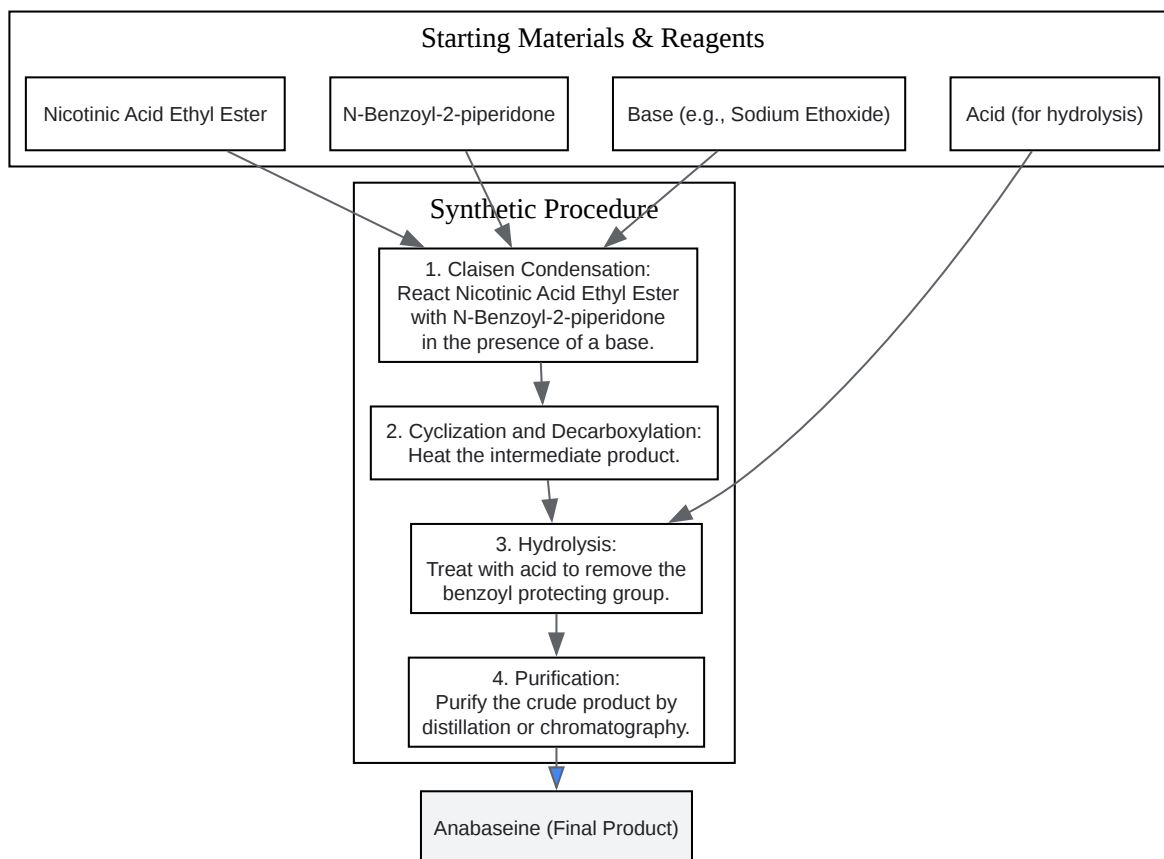 Starting Materials & Reagents
Nicotinic Acid Ethyl Ester
N-Benzoyl-2-piperidone
Base (e.g., Sodium Ethoxide)
Acid (for hydrolysis)
Synthetic Procedure
1. Claisen Condensation:
React Nicotinic Acid Ethyl Ester
with N-Benzoyl-2-piperidone
in the presence of a base.
2. Cyclization and Decarboxylation:
Heat the intermediate product.
3. Hydrolysis:
Treat with acid to remove the
benzoyl protecting group.
4. Purification:
Purify the crude product by
distillation or chromatography.
Anabaseine (Final Product)